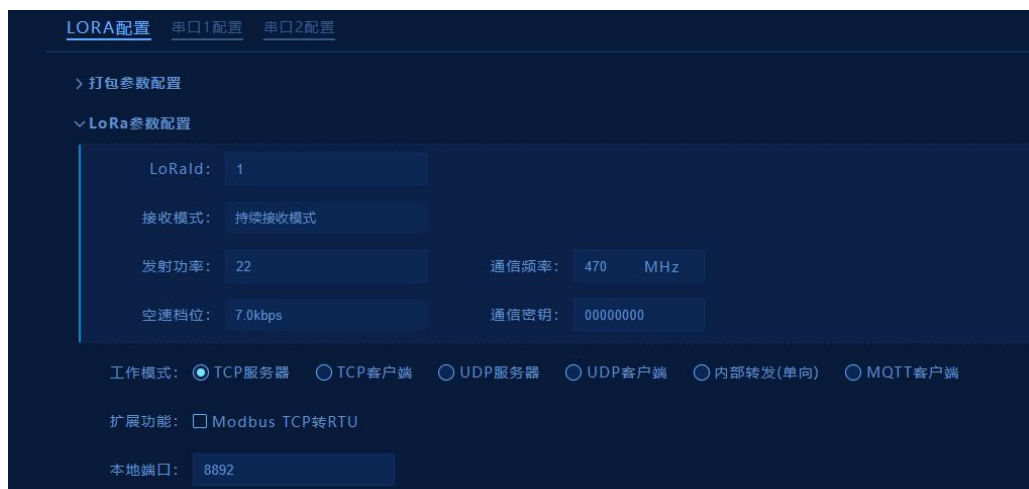 LORA配置 串口1配置 串口2配置
打包参数配置
LoRa参数配置
LoRaId: 1
接收模式: 持续接收模式
发射功率: 22 通信频率: 470 MHz
空速档位: 7.0kbps 通信密钥: 00000000
工作模式: TCP服务器 TCP客户端 UDP服务器 UDP客户端 内部转发(单向) MQTT客户端
扩展功能: Modbus TCP转RTU
本地端口: 8892